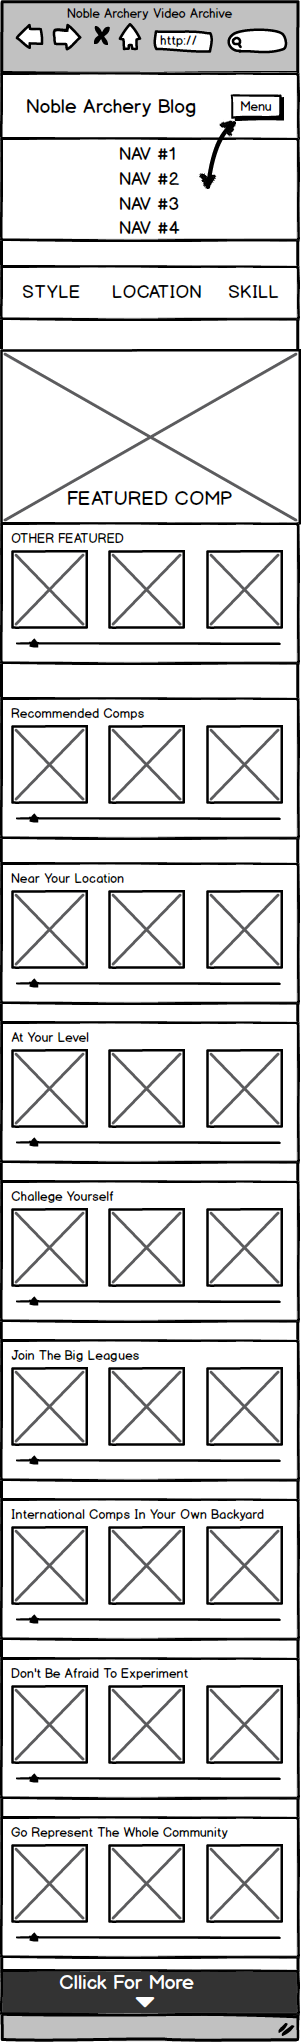 Noble Archery Video Archive
http://
Noble Archery Blog
Menu
NAV #1
NAV #2
NAV #3
NAV #4
STYLE LOCATION SKILL
FEATURED COMP
OTHER FEATURED
Recommended Comps
Near Your Location
At Your Level
Challege Yourself
Join The Big Leagues
International Comps In Your Own Backyard
Don't Be Afraid To Experiment
Go Represent The Whole Community
Cllick For More